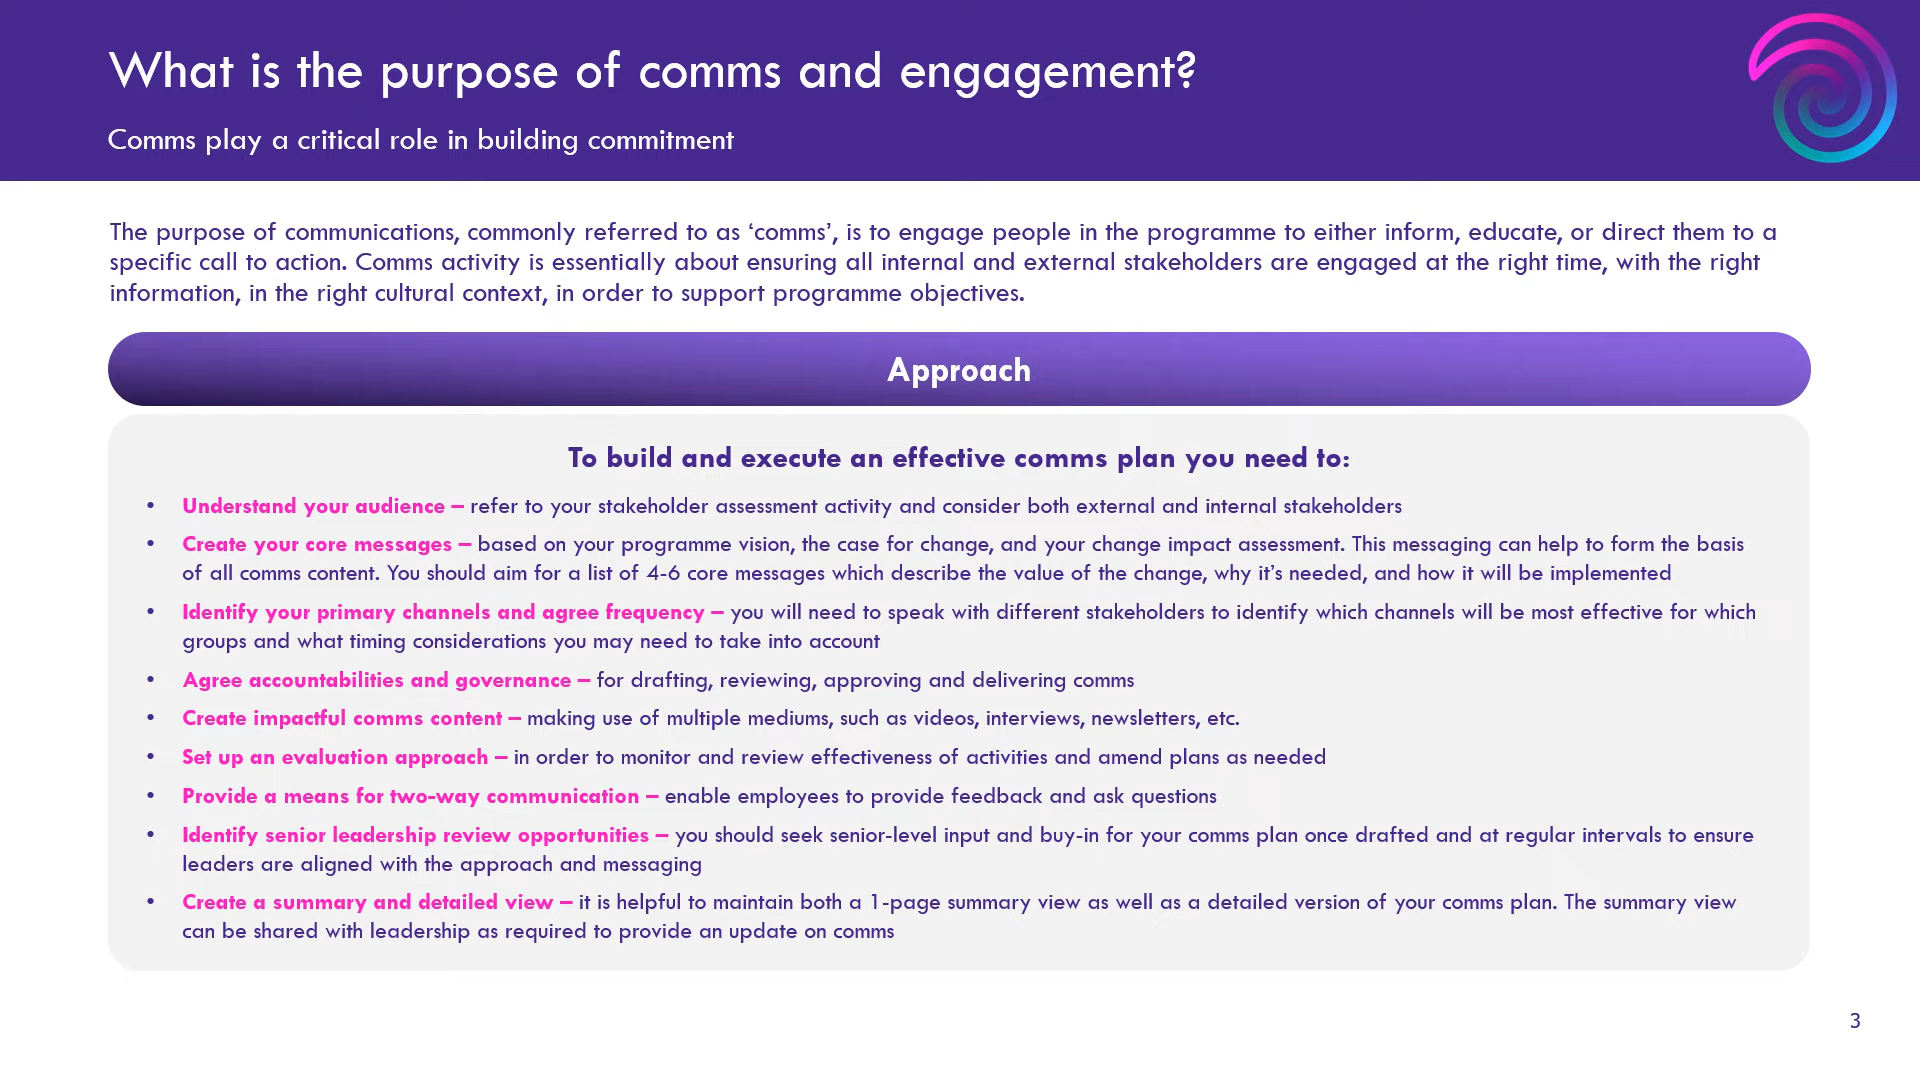 What is the purpose of comms and engagement?
Comms play a critical role in building commitment
The purpose of communications, commonly referred to as ‘comms’, is to engage people in the programme to either inform, educate, or direct them to a
specific call to action. Comms activity is essentially about ensuring all internal and external stakeholders are engaged at the right time, with the right
information, in the right cultural context, in order to support programme objectives.
Approach
To build and execute an effective comms plan you need to:
• Understand your audience – refer to your stakeholder assessment activity and consider both external and internal stakeholders
• Create your core messages – based on your programme vision, the case for change, and your change impact assessment. This messaging can help to form the basis
of all comms content. You should aim for a list of 4-6 core messages which describe the value of the change, why it’s needed, and how it will be implemented
• Identify your primary channels and agree frequency – you will need to speak with different stakeholders to identify which channels will be most effective for which
groups and what timing considerations you may need to take into account
• Agree accountabilities and governance – for drafting, reviewing, approving and delivering comms
• Create impactful comms content – making use of multiple mediums, such as videos, interviews, newsletters, etc.
• Set up an evaluation approach – in order to monitor and review effectiveness of activities and amend plans as needed
• Provide a means for two-way communication – enable employees to provide feedback and ask questions
• Identify senior leadership review opportunities – you should seek senior-level input and buy-in for your comms plan once drafted and at regular intervals to ensure
leaders are aligned with the approach and messaging
• Create a summary and detailed view – it is helpful to maintain both a 1-page summary view as well as a detailed version of your comms plan. The summary view
can be shared with leadership as required to provide an update on comms
3